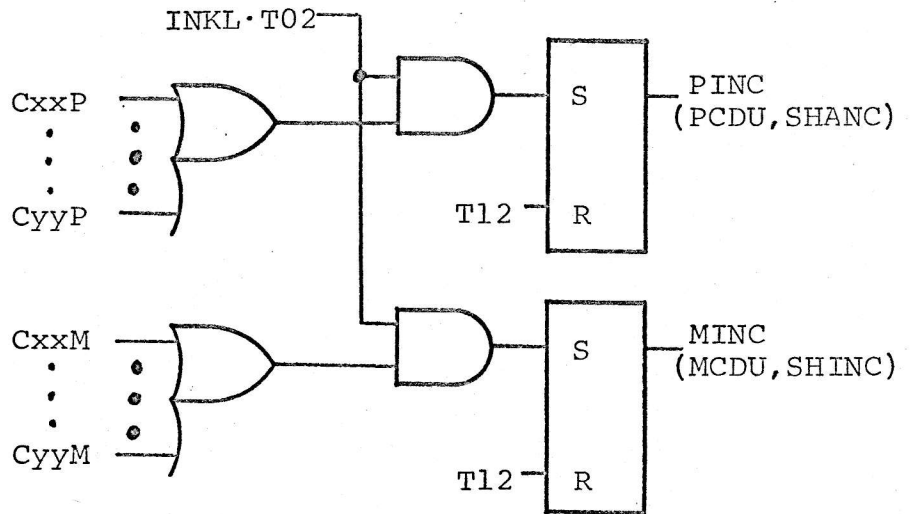 INKL·T02
CxxP
CyyP
S
T12
R
PINC
(PCDU,SHANC)
CxxM
CyyM
S
T12
R
MINC
(MCDU,SHINC)